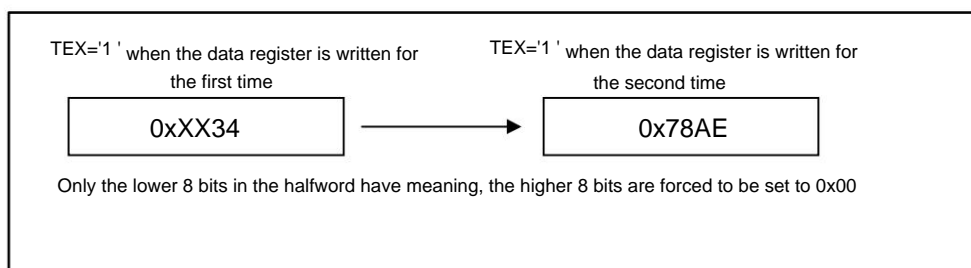 TEX='1 ' when the data register is written for
the first time
TEX='1 ' when the data register is written for
the second time
0xXX34
0x78AE
Only the lower 8 bits in the halfword have meaning, the higher 8 bits are forced to be set to 0x00